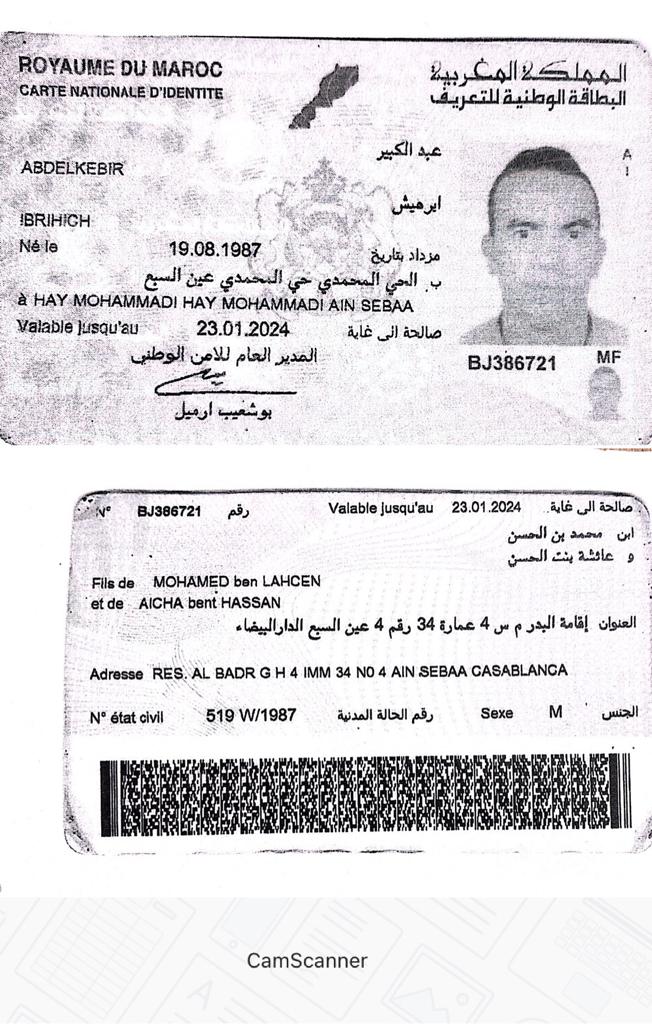 ROYAUME DU MAROC
المملكة المغربية
CARTE NATIONALE D'IDENTITE
البطاقة الوطنية للتعريف
عبد الكبير
ABDELKEBIR
ايرهيش
IBRIHICH
Né le 19.08.1987 مزداد بتاريخ
ب. الحي المحمدي حي المحمدي عين السبع
à HAY MOHAMMADI HAY MOHAMMADI AIN SEBAA
Valable jusqu'au 23.01.2024 صالحة الى غاية
المدير العام للامن الوطني
بوشعيب ارميل
BJ386721
MF
N° BJ386721 رقم Valable jusqu'au 23.01.2024 صالحة الى غاية
ابن محمد بن الحسن
و عائشة بنت الحسن
Fils de MOHAMED ben LAHCEN
et de AICHA bent HASSAN
العنوان إقامة البدر م س 4 عمارة 34 رقم 4 عين السبع الدارالبيضاء
Adresse RES. AL BADR G H 4 IMM 34 N0 4 AIN SEBAA CASABLANCA
N° état civil 519 W/1987 رقم الحالة المدنية Sexe M الجنس
CamScanner